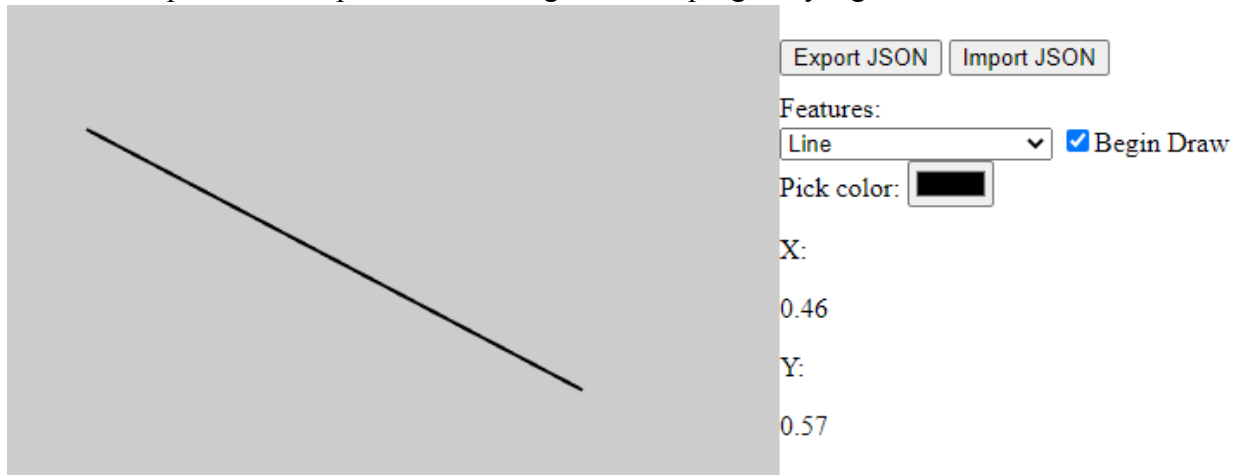 Export JSON Import JSON
Features:
Line Begin Draw
Pick color:
X:
0.46
Y:
0.57